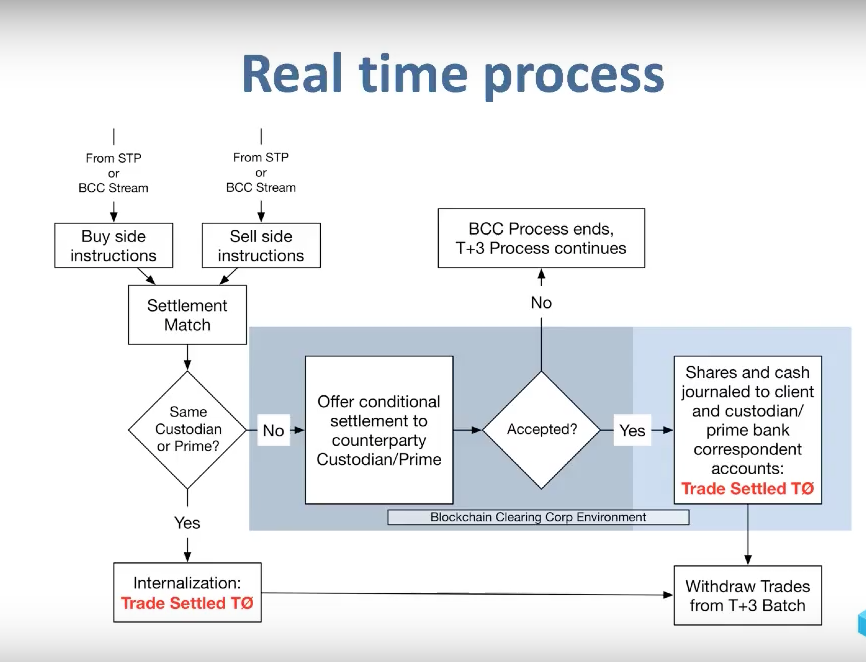 Real time process
From STP
or
BCC Stream
From STP
or
BCC Stream
Buy side
instructions
Sell side
instructions
BCC Process ends,
T+3 Process continues
No
Settlement
Match
Same
Custodian
or Prime?
No
Offer conditional
settlement to
counterparty
Custodian/Prime
Accepted?
Yes
Shares and cash
journaled to client
and custodian/
prime bank
correspondent
accounts:
Trade Settled TØ
Blockchain Clearing Corp Environment
Yes
Internalization:
Trade Settled TØ
Withdraw Trades
from T+3 Batch